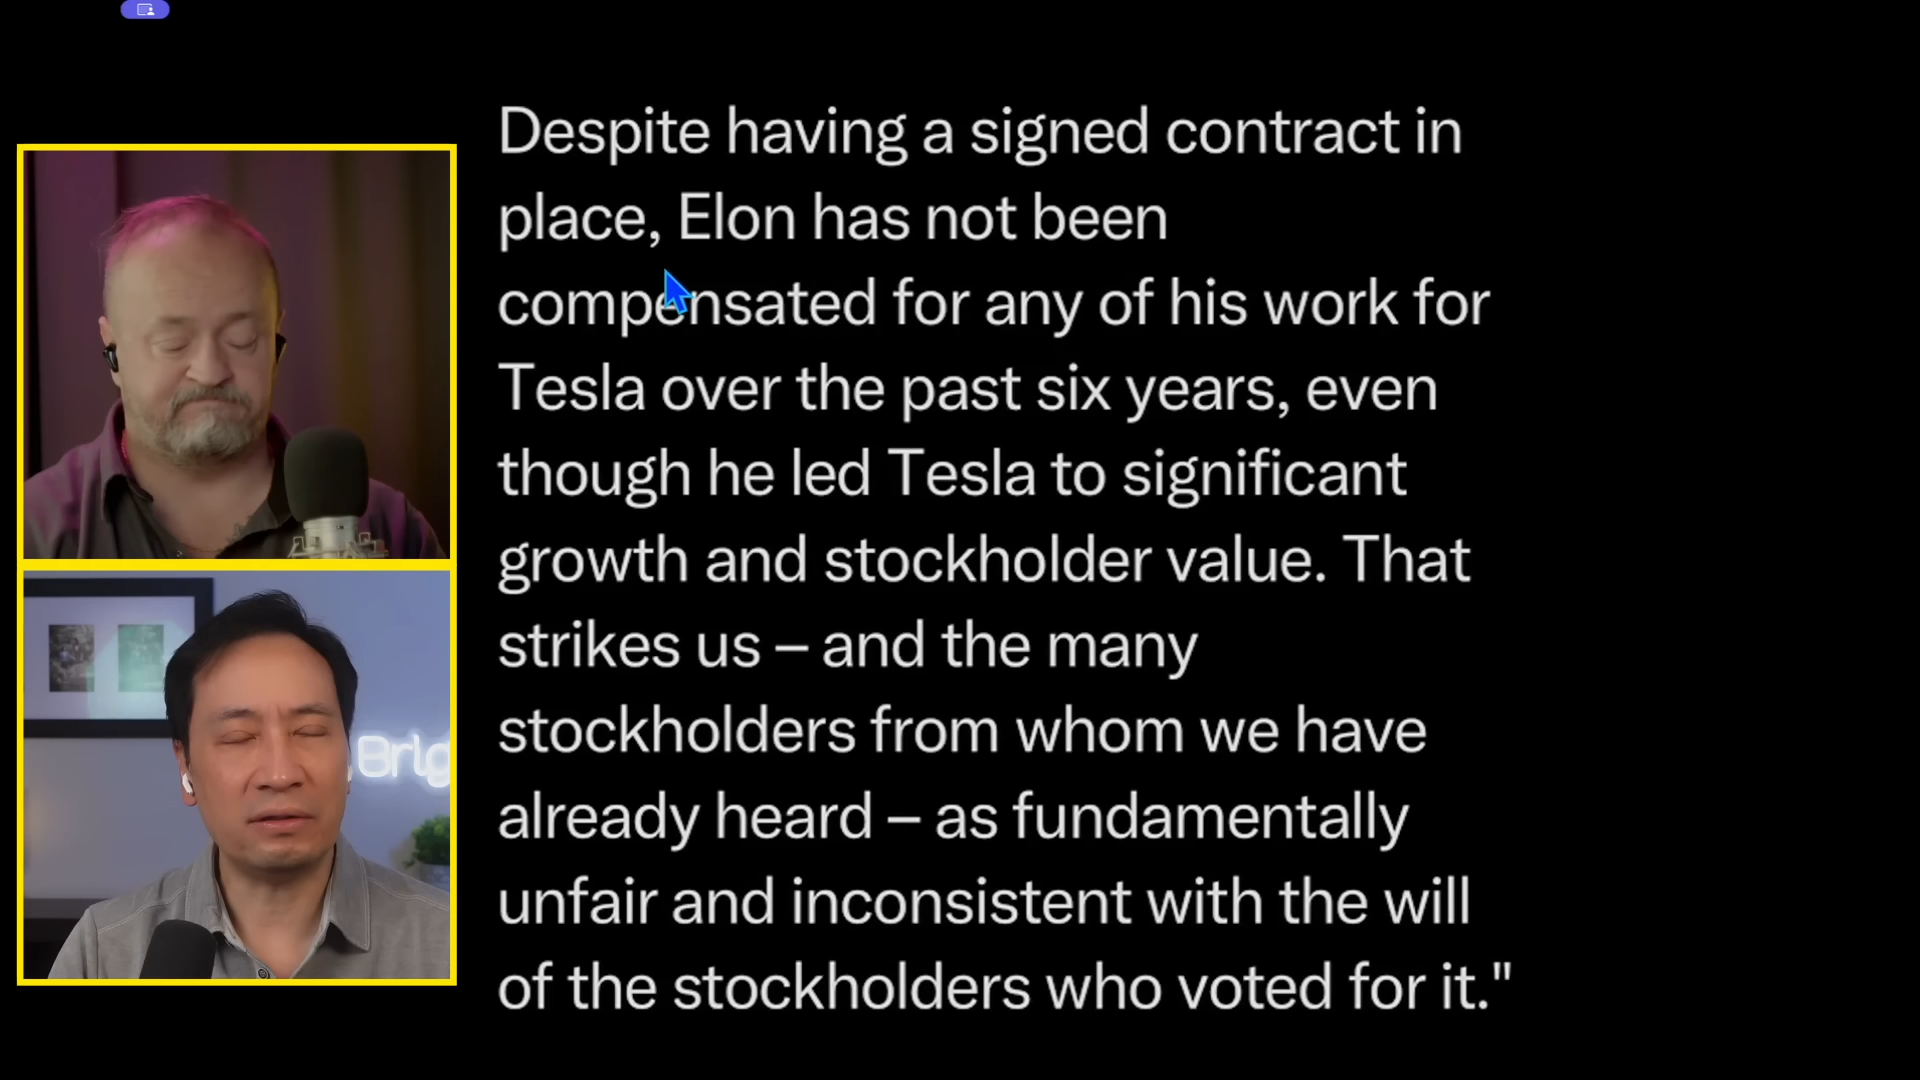 Despite having a signed contract in
place, Elon has not been
compensated for any of his work for
Tesla over the past six years, even
though he led Tesla to significant
growth and stockholder value. That
strikes us – and the many
stockholders from whom we have
already heard – as fundamentally
unfair and inconsistent with the will
of the stockholders who voted for it."
Brig